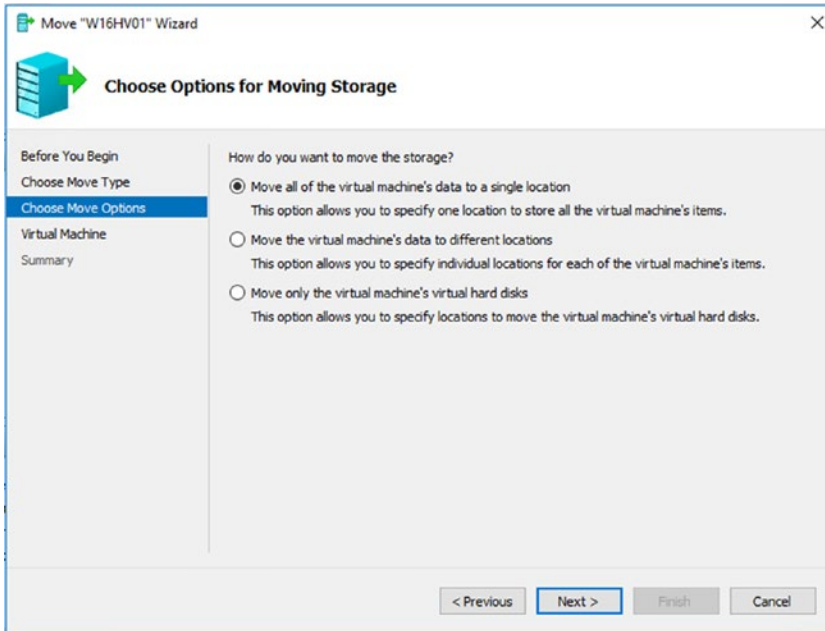 Move "W16HV01" Wizard
Choose Options for Moving Storage
Before You Begin
Choose Move Type
Choose Move Options
Virtual Machine
Summary
How do you want to move the storage?
Move all of the virtual machine's data to a single location
This option allows you to specify one location to store all the virtual machine's items.
Move the virtual machine's data to different locations
This option allows you to specify individual locations for each of the virtual machine's items.
Move only the virtual machine's virtual hard disks
This option allows you to specify locations to move the virtual machine's virtual hard disks.
< Previous
Next >
Finish
Cancel